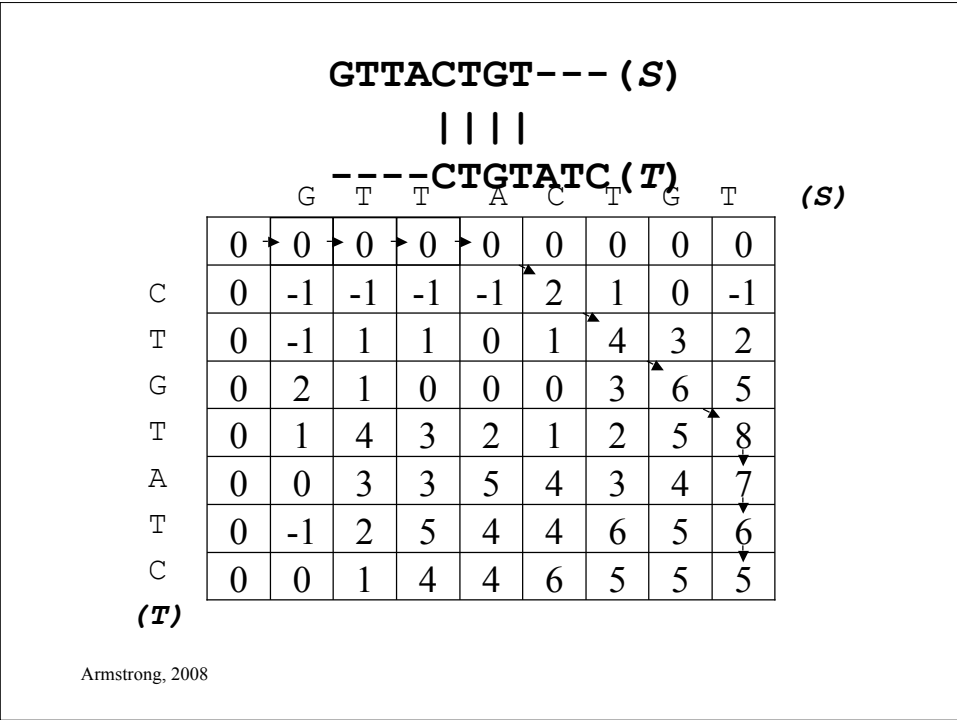 GTTACTGT---(S)
||||
----CTGTATC(T)
G T T A C T G T (S)
0 0 0 0 0 0 0 0 0
C 0 -1 -1 -1 -1 2 1 0 -1
T 0 -1 1 1 0 1 4 3 2
G 0 2 1 0 0 0 3 6 5
T 0 1 4 3 2 1 2 5 8
A 0 0 3 3 5 4 3 4 7
T 0 -1 2 5 4 4 6 5 6
C 0 0 1 4 4 6 5 5 5
(T)
Armstrong, 2008